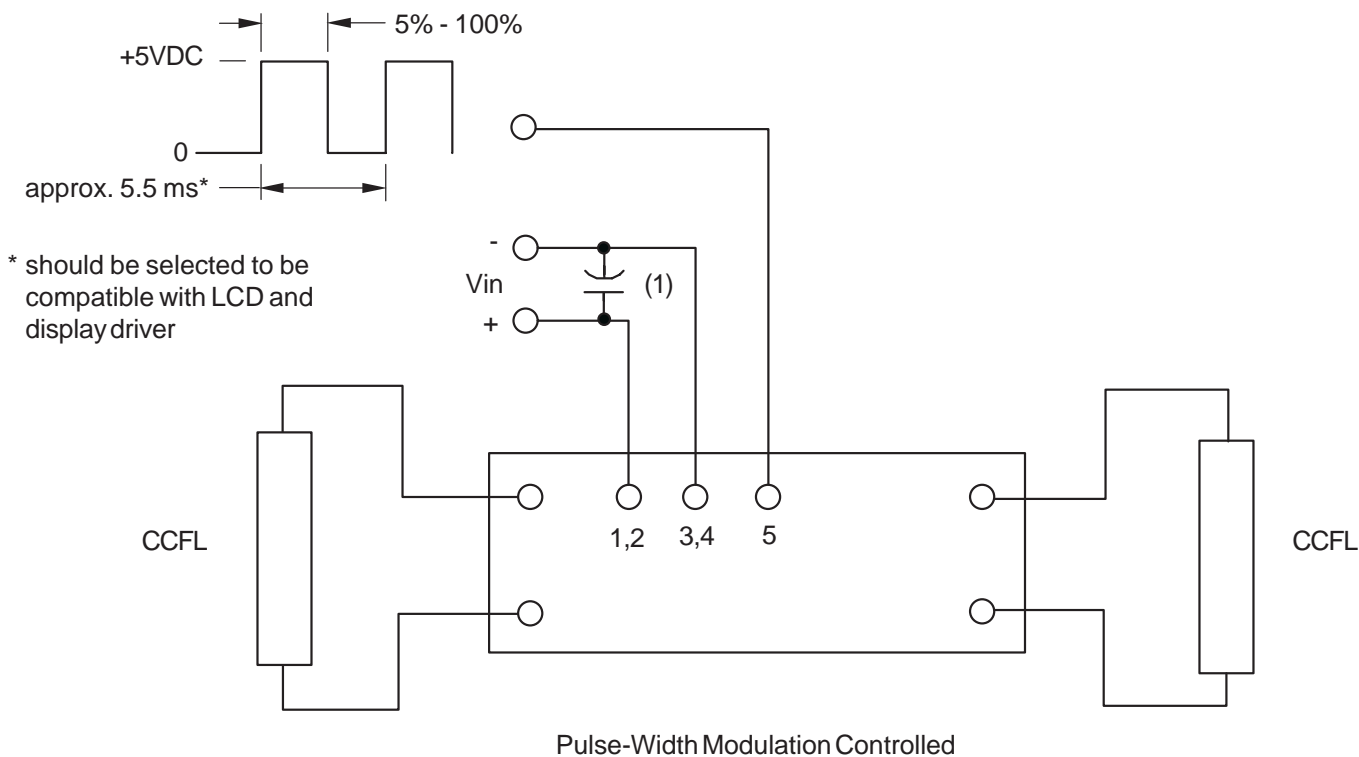 5% - 100%
+5VDC
0
approx. 5.5 ms*
* should be selected to be
compatible with LCD and
display driver
-
Vin
(1)
+
CCFL
1,2
3,4
5
CCFL
Pulse-Width Modulation Controlled